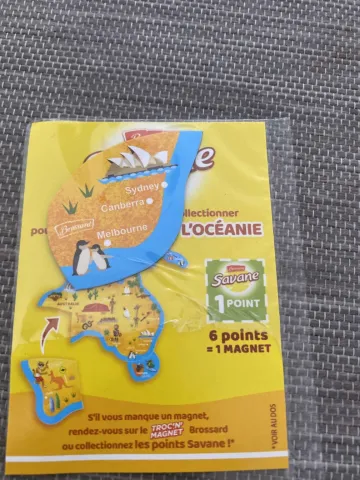 Sydney
Canberra
Brossard
Melbourne
collectionner
L'OCÉANIE
Savane
1 POINT
6 points
= 1 MAGNET
S'il vous manque un magnet,
rendez-vous sur le TROC'N' MAGNET Brossard
ou collectionnez les points Savane !*
* VOIR AU DOS